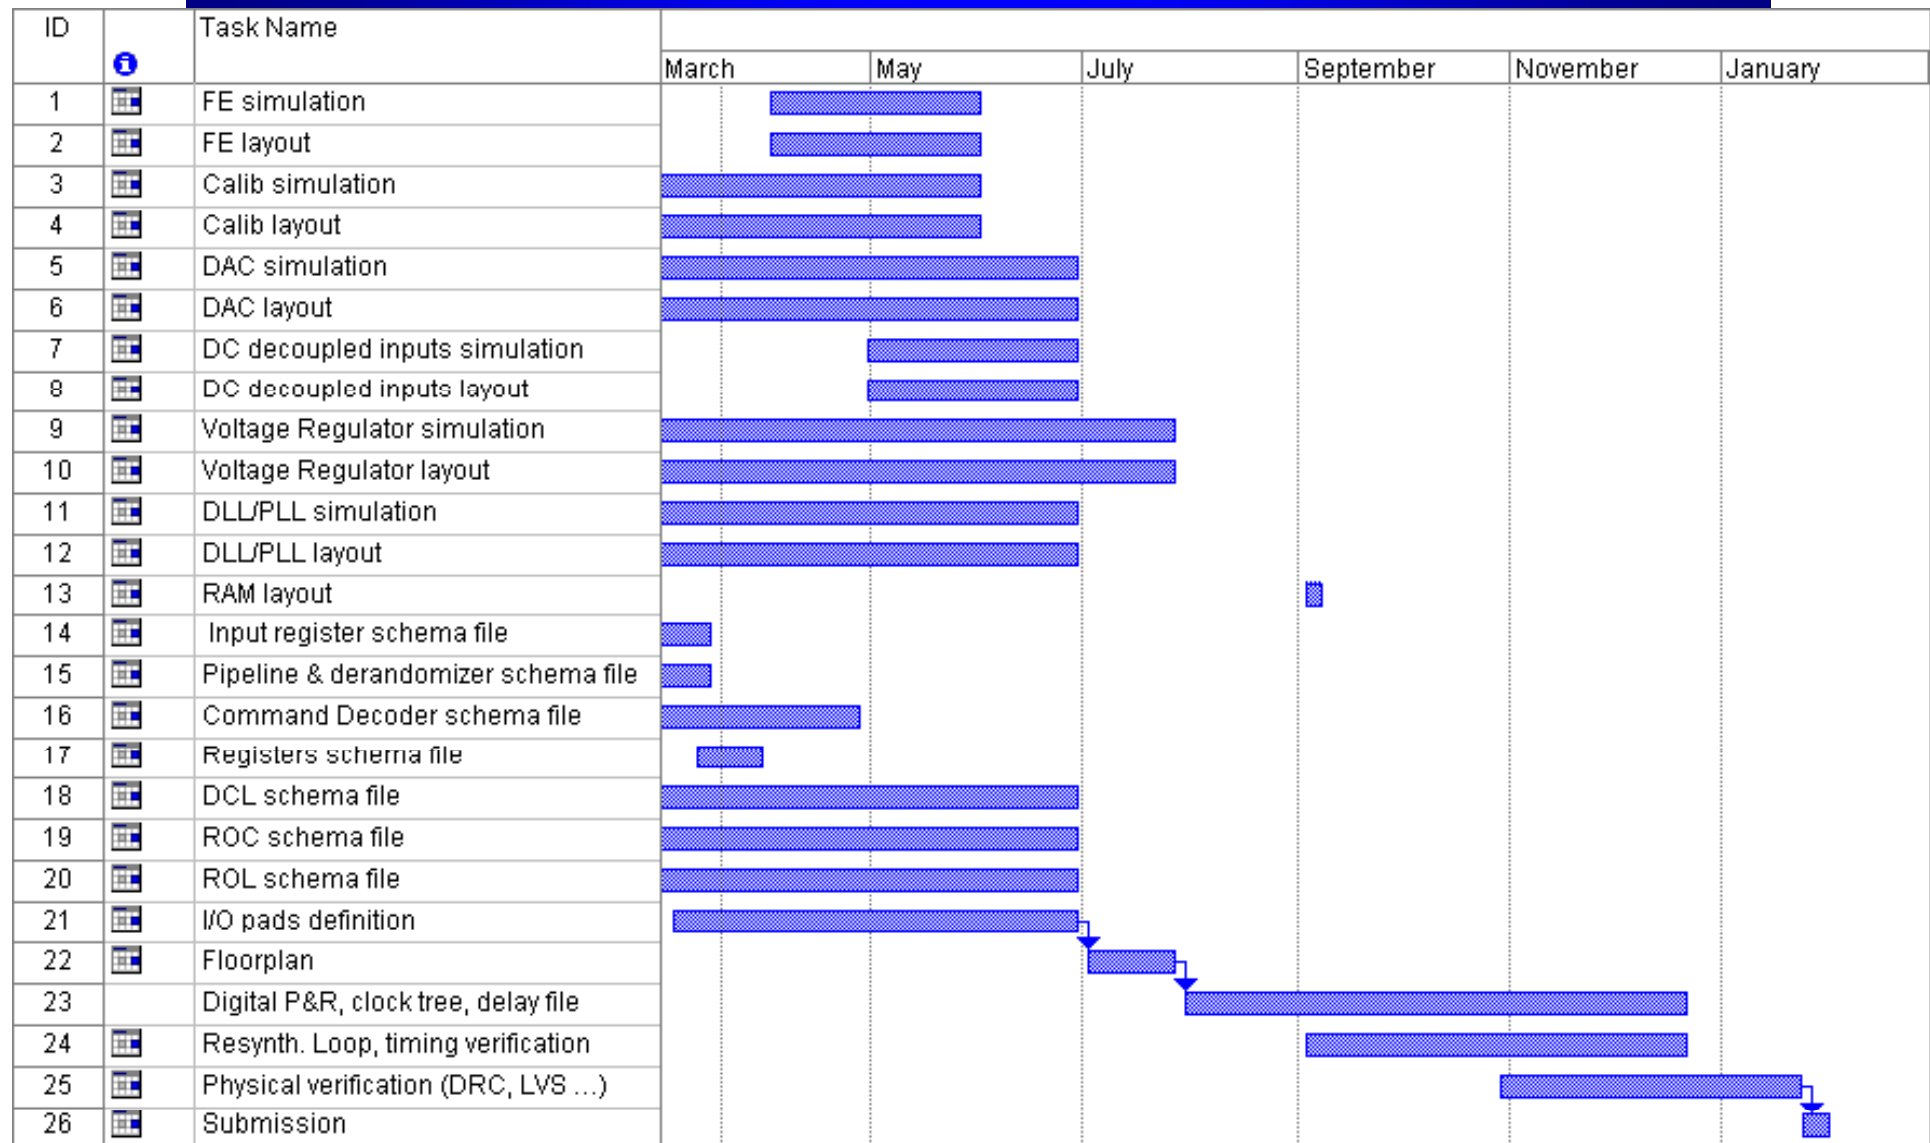 ID Task Name
March May July September November January
1 FE simulation
2 FE layout
3 Calib simulation
4 Calib layout
5 DAC simulation
6 DAC layout
7 DC decoupled inputs simulation
8 DC decoupled inputs layout
9 Voltage Regulator simulation
10 Voltage Regulator layout
11 DLL/PLL simulation
12 DLL/PLL layout
13 RAM layout
14 Input register schema file
15 Pipeline & derandomizer schema file
16 Command Decoder schema file
17 Registers schema file
18 DCL schema file
19 ROC schema file
20 ROL schema file
21 I/O pads definition
22 Floorplan
23 Digital P&R, clock tree, delay file
24 Resynth. Loop, timing verification
25 Physical verification (DRC, LVS ...)
26 Submission